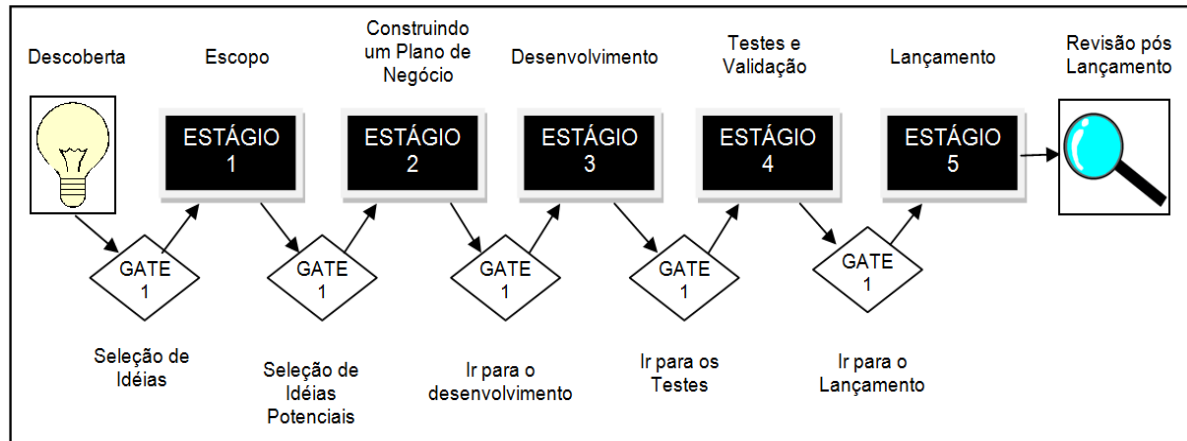 Descoberta
Escopo
Construindo
um Plano de
Negócio
Desenvolvimento
Testes e
Validação
Lançamento
Revisão pós
Lançamento
ESTÁGIO
1
ESTÁGIO
2
ESTÁGIO
3
ESTÁGIO
4
ESTÁGIO
5
GATE
1
GATE
1
GATE
1
GATE
1
GATE
1
Seleção de
Idéias
Seleção de
Idéias
Potenciais
Ir para o
desenvolvimento
Ir para os
Testes
Ir para o
Lançamento